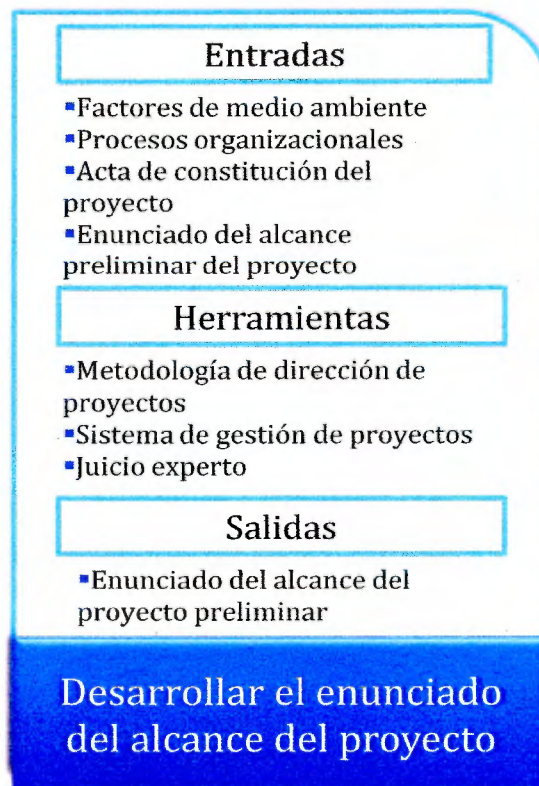 Entradas
▪Factores de medio ambiente
▪Procesos organizacionales
▪Acta de constitución del
proyecto
▪Enunciado del alcance
preliminar del proyecto
Herramientas
▪Metodología de dirección de
proyectos
▪Sistema de gestión de proyectos
▪Juicio experto
Salidas
▪Enunciado del alcance del
proyecto preliminar
Desarrollar el enunciado
del alcance del proyecto